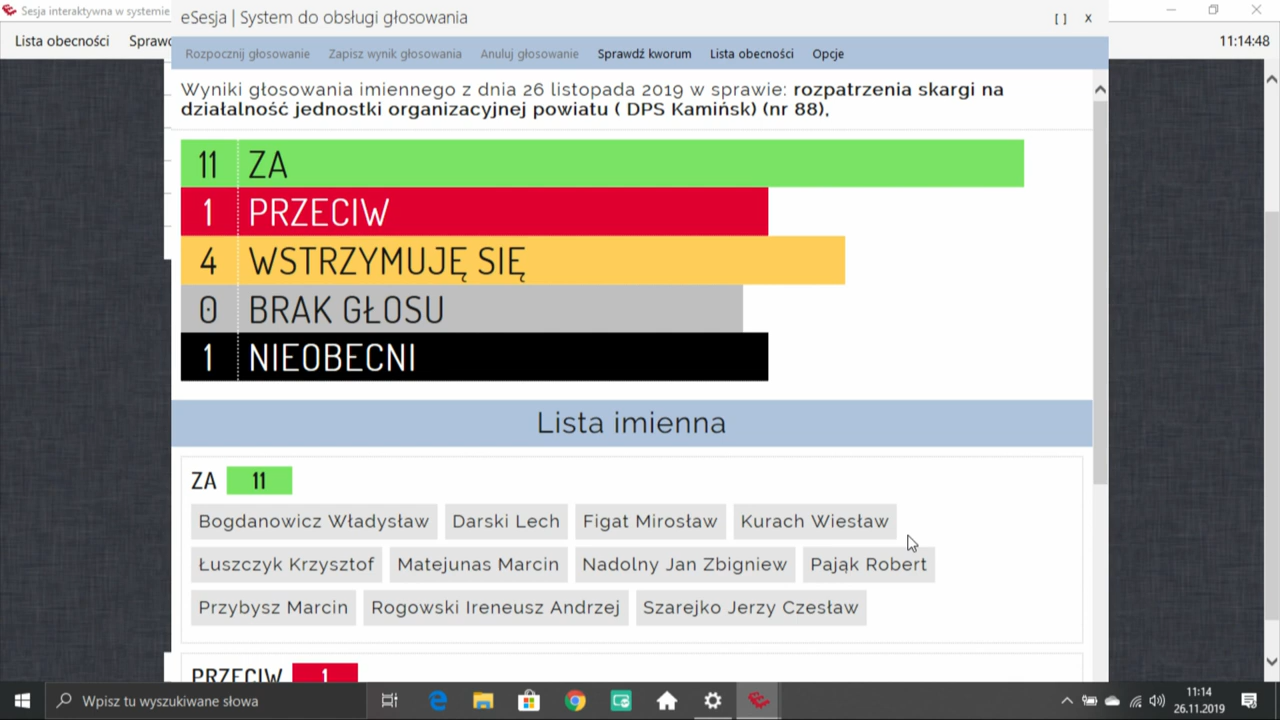 Sesja interaktywna w systemie
eSesja | System do obsługi głosowania
[ ] x
Lista obecności
Rozpocznij głosowanie Zapisz wynik głosowania Anuluj głosowanie Sprawdź kworum Lista obecności Opcje
11:14:48
Wyniki głosowania imiennego z dnia 26 listopada 2019 w sprawie: rozpatrzenia skargi na
działalność jednostki organizacyjnej powiatu ( DPS Kamińsk) (nr 88),
11 ZA
1 PRZECIW
4 WSTRZYMUJĘ SIĘ
0 BRAK GŁOSU
1 NIEOBECNI
Lista imienna
ZA 11
Bogdanowicz Władysław Darski Lech Figat Mirosław Kurach Wiesław
Łuszczyk Krzysztof Matejunas Marcin Nadolny Jan Zbigniew Pająk Robert
Przybysz Marcin Rogowski Ireneusz Andrzej Szarejko Jerzy Czesław
PRZECIW 1
Wpisz tu wyszukiwane słowa
11:14
26.11.2019